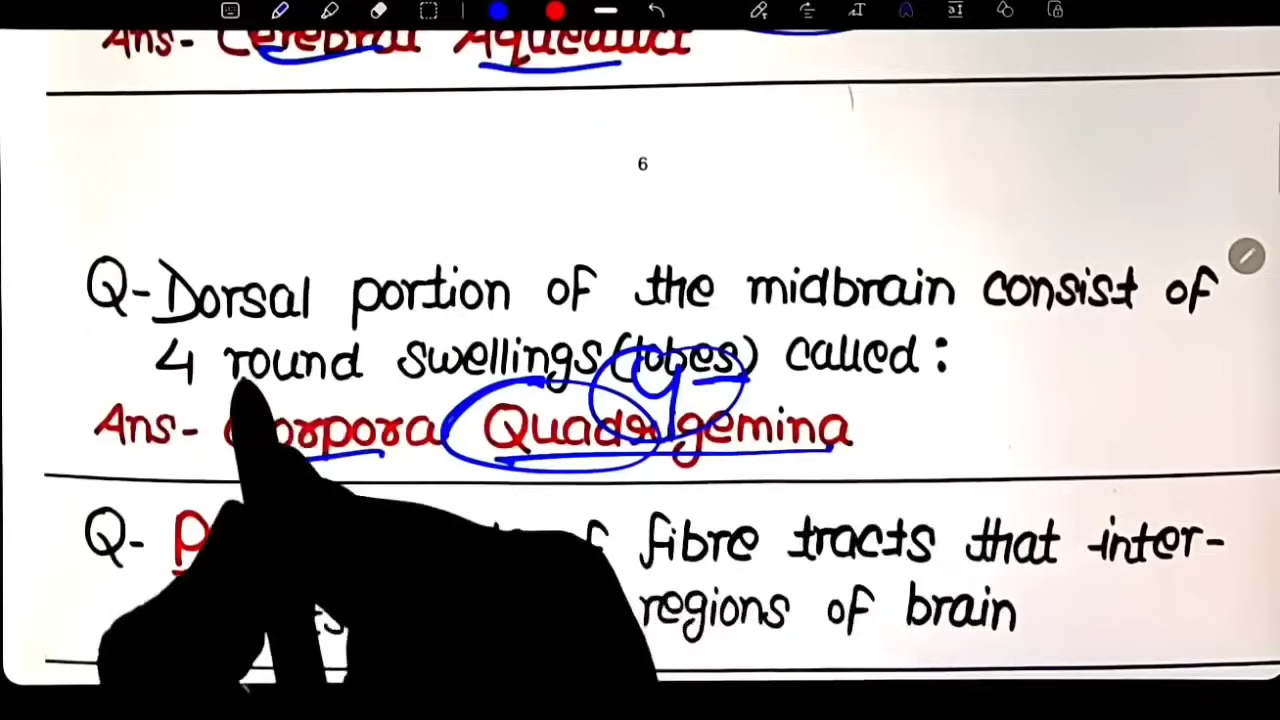 Ans- Cerebral Aqueduct
6
Q- Dorsal portion of the midbrain consist of
4 round swellings (lobes) called :
Ans- Corpora Quadrigemina
Q- fibre tracts that inter-
regions of brain